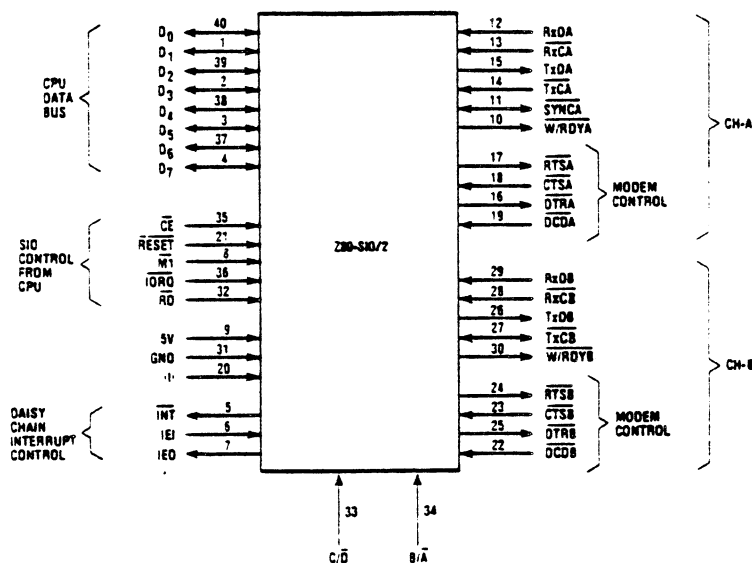 CPU
DATA
BUS
D0 40
D1 1
D2 39
D3 2
D4 38
D5 3
D6 37
D7 4
SIO
CONTROL
FROM
CPU
CE 35
RESET 21
M1 8
IORQ 36
RD 32
5V 9
GND 31
20
DAISY
CHAIN
INTERRUPT
CONTROL
INT 5
IEI 6
IEO 7
Z80-SIO/2
12 RxDA
13 RxCA
15 TxDA
14 TxCA
11 SYNCA
10 W/RDYA
17 RTSA
18 CTSA
16 DTRA
19 DCDA
MODEM
CONTROL
CH-A
29 RxDB
28 RxCB
26 TxDB
27 TxCB
30 W/RDYB
24 RTSB
23 CTSB
25 DTRB
22 DCDB
MODEM
CONTROL
CH-B
33
34
C/D
B/A